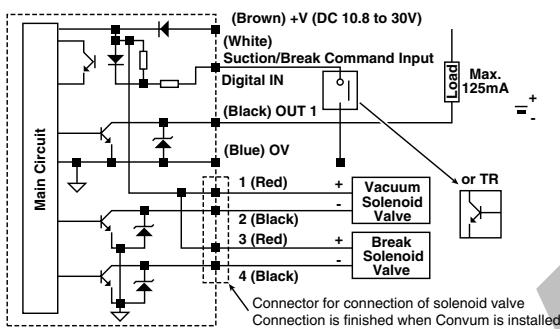 (Brown) +V (DC 10.8 to 30V)
(White)
Suction/Break Command Input
Digital IN
Load
Max.
125mA
+
-
(Black) OUT 1
Main Circuit
(Blue) OV
or TR
1 (Red)
+
Vacuum
Solenoid
Valve
-
2 (Black)
3 (Red)
+
Break
Solenoid
Valve
-
4 (Black)
Connector for connection of solenoid valve
Connection is finished when Convum is installed